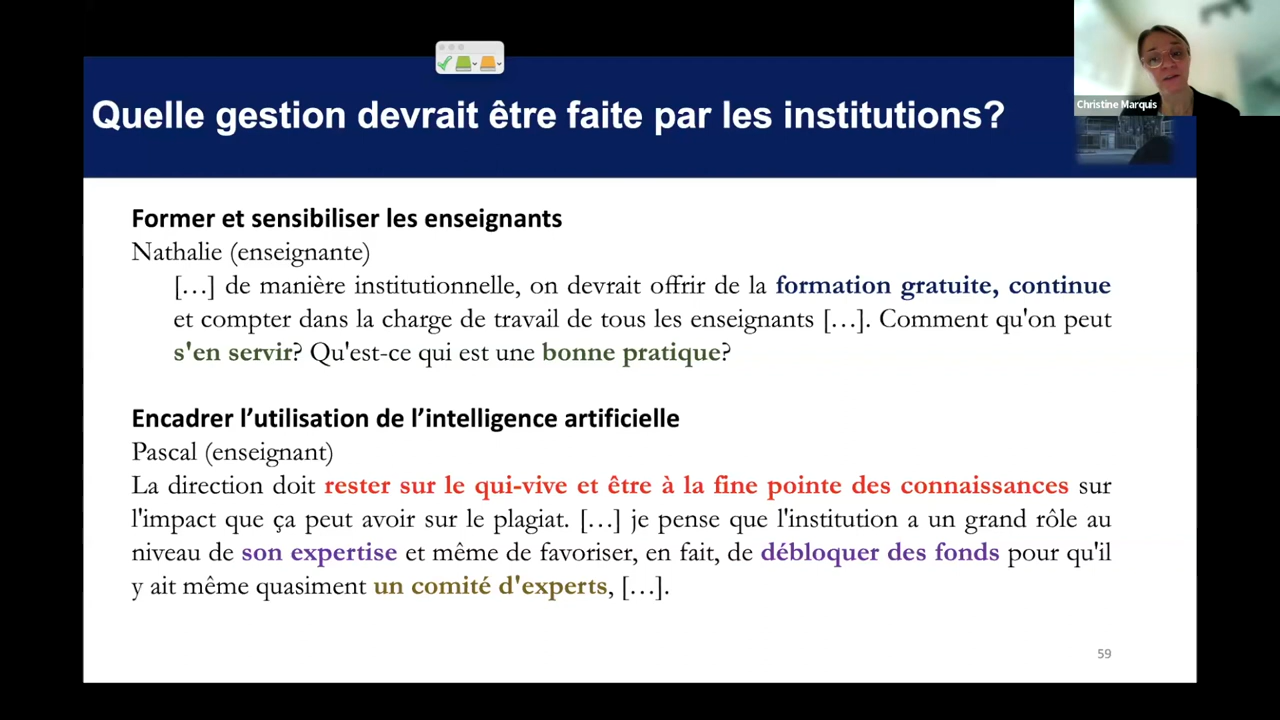 Christine Marquis
Quelle gestion devrait être faite par les institutions?
Former et sensibiliser les enseignants
Nathalie (enseignante)
[…] de manière institutionnelle, on devrait offrir de la formation gratuite, continue
et compter dans la charge de travail de tous les enseignants […]. Comment qu'on peut
s'en servir? Qu'est-ce qui est une bonne pratique?
Encadrer l’utilisation de l’intelligence artificielle
Pascal (enseignant)
La direction doit rester sur le qui-vive et être à la fine pointe des connaissances sur
l'impact que ça peut avoir sur le plagiat. […] je pense que l'institution a un grand rôle au
niveau de son expertise et même de favoriser, en fait, de débloquer des fonds pour qu'il
y ait même quasiment un comité d'experts, […].
59